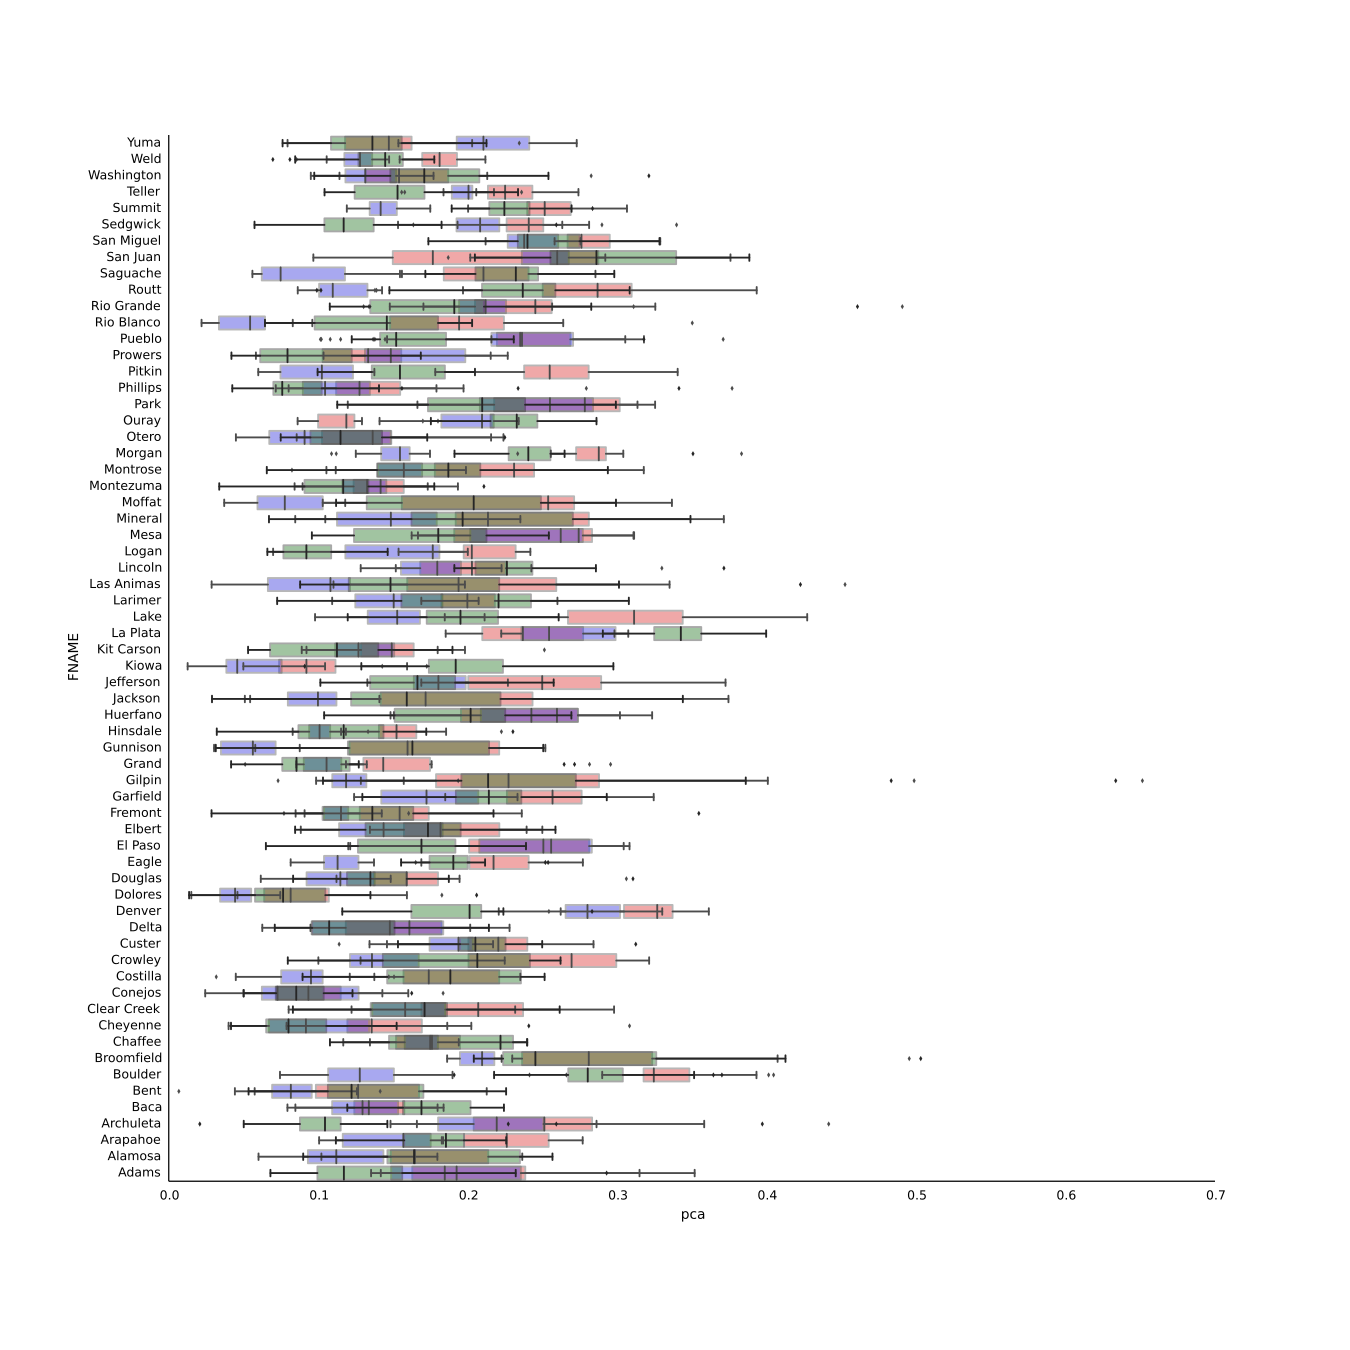 Yuma
Weld
Washington
Teller
Summit
Sedgwick
San Miguel
San Juan
Saguache
Routt
Rio Grande
Rio Blanco
Pueblo
Prowers
Pitkin
Phillips
Park
Ouray
Otero
Morgan
Montrose
Montezuma
Moffat
Mineral
Mesa
Logan
Lincoln
Las Animas
Larimer
Lake
La Plata
Kit Carson
Kiowa
Jefferson
Jackson
Huerfano
Hinsdale
Gunnison
Grand
Gilpin
Garfield
Fremont
Elbert
El Paso
Eagle
Douglas
Dolores
Denver
Delta
Custer
Crowley
Costilla
Conejos
Clear Creek
Cheyenne
Chaffee
Broomfield
Boulder
Bent
Baca
Archuleta
Arapahoe
Alamosa
Adams
FNAME
0.0 0.1 0.2 0.3 0.4 0.5 0.6 0.7
pca